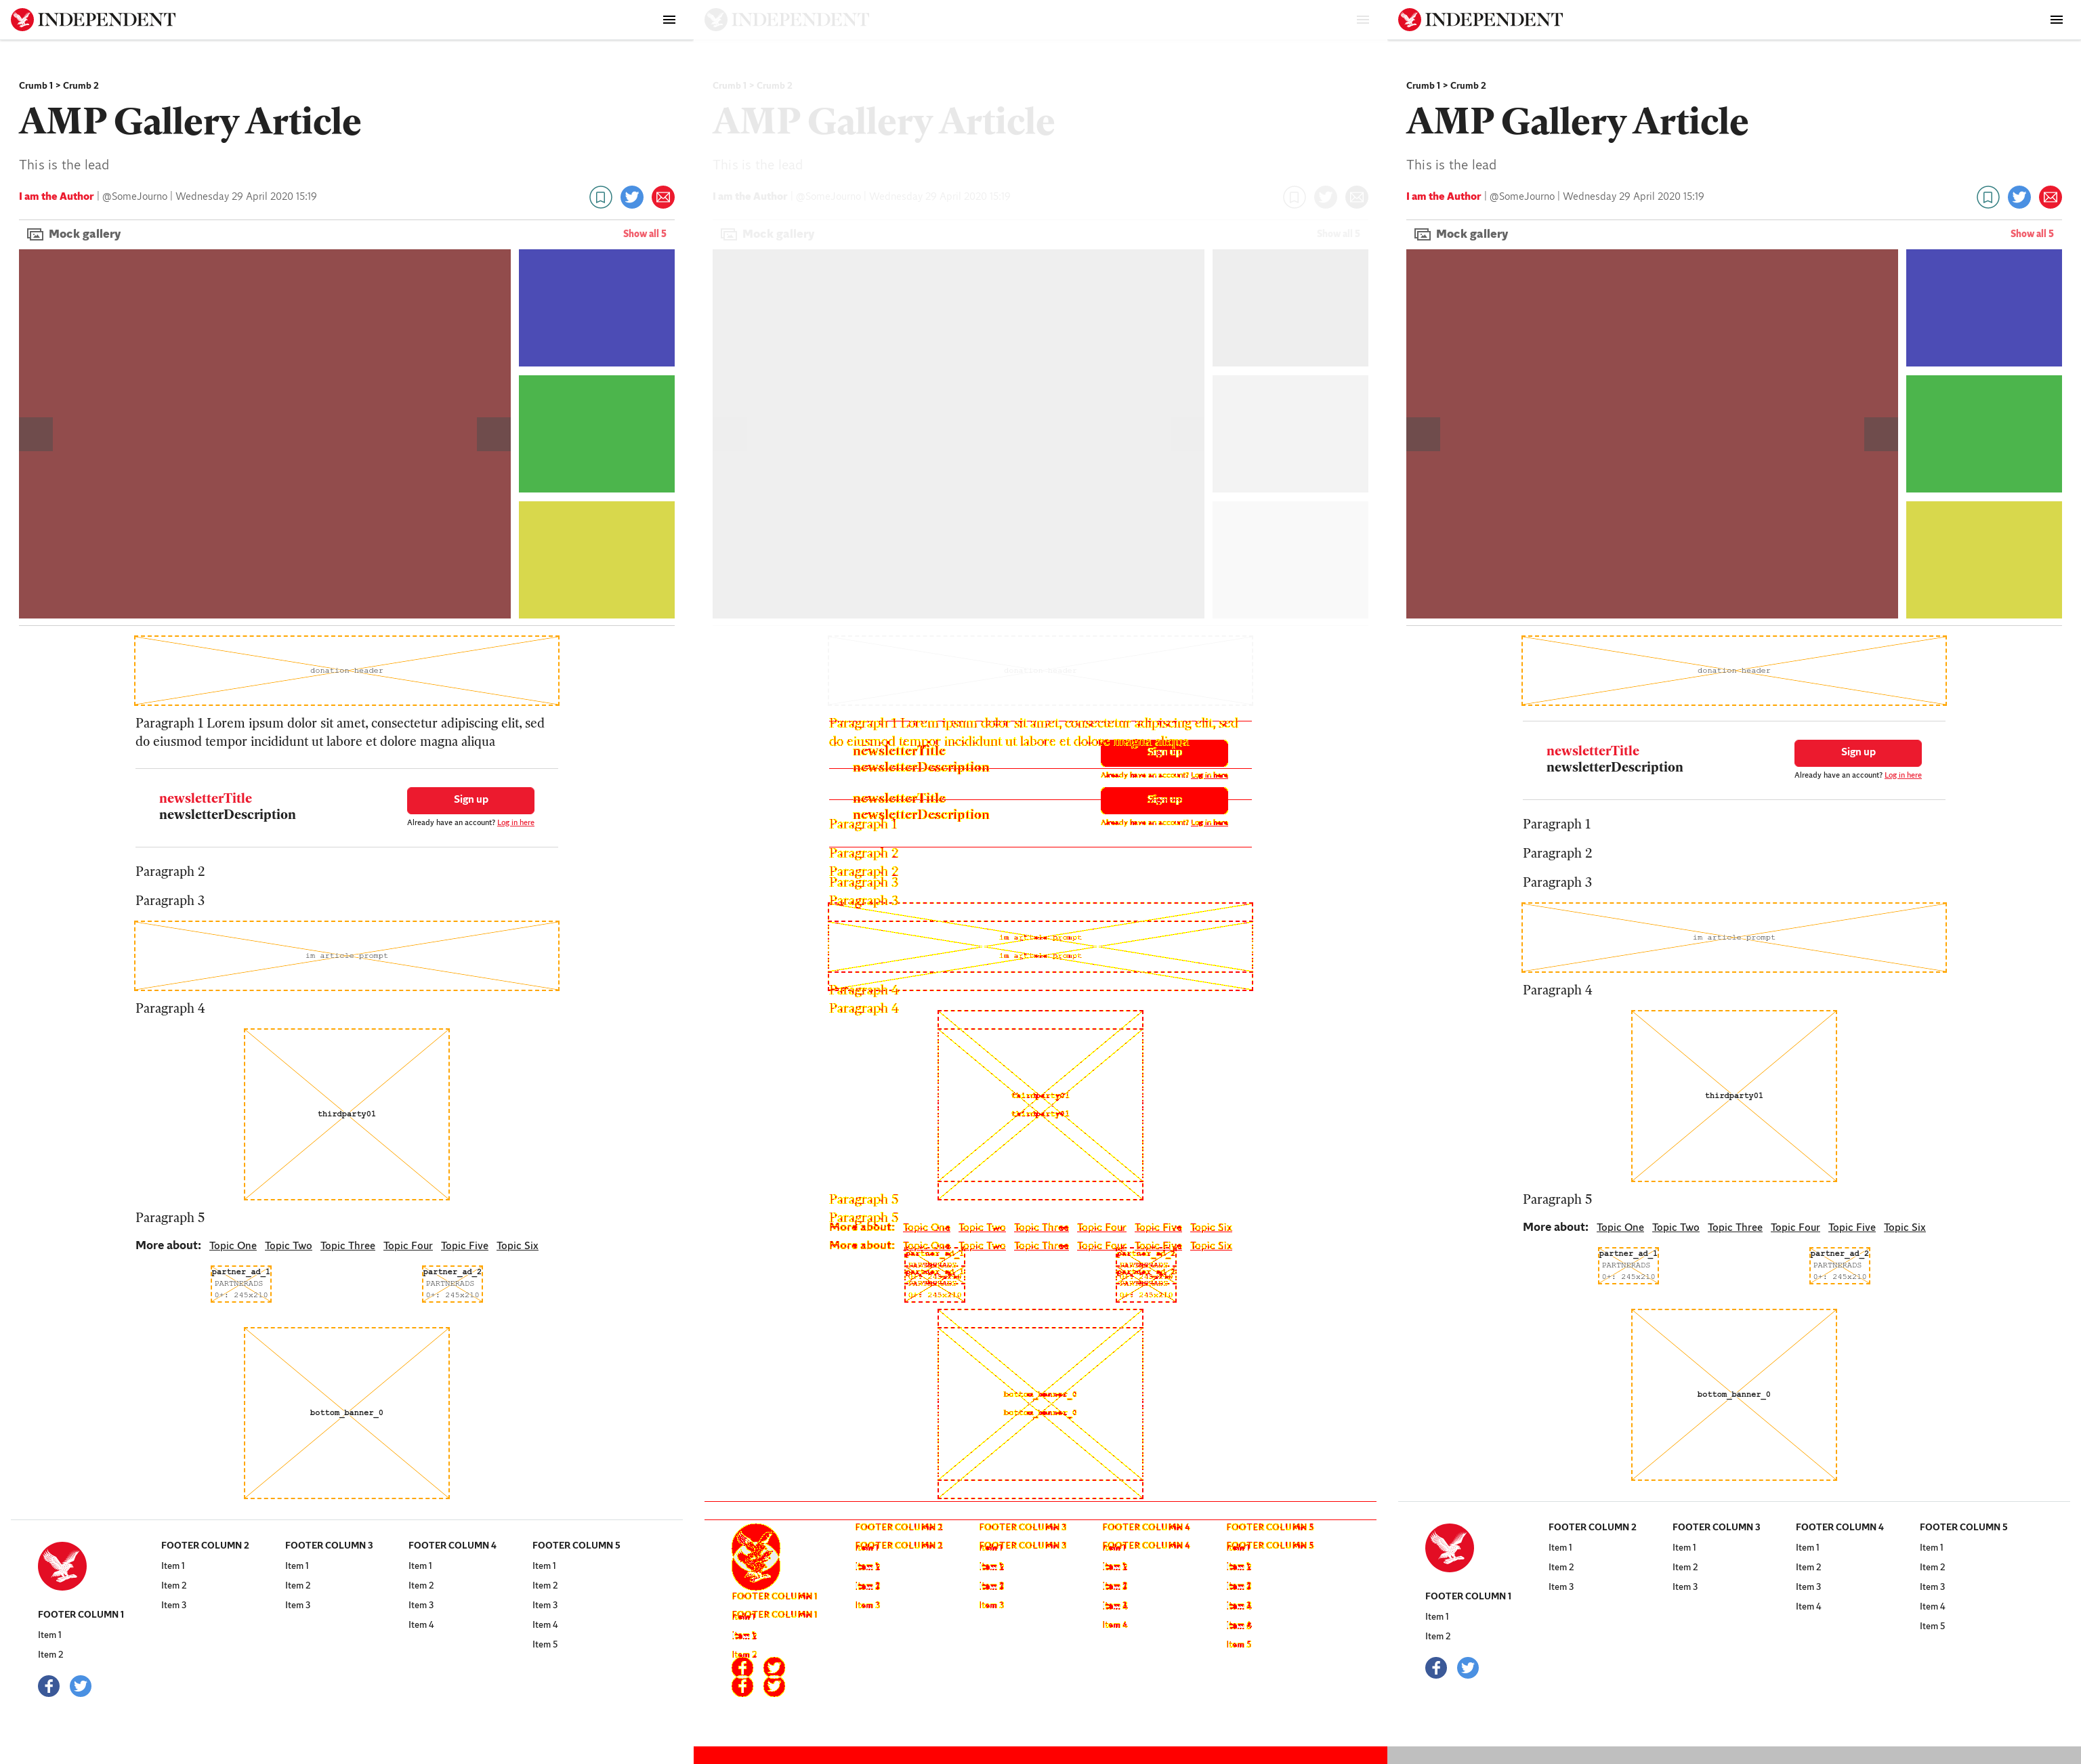 INDEPENDENT
Crumb 1 > Crumb 2
AMP Gallery Article
This is the lead
I am the Author | @SomeJourno | Wednesday 29 April 2020 15:19
Mock gallery
Show all 5
donation header
Paragraph 1 Lorem ipsum dolor sit amet, consectetur adipiscing elit, sed
do eiusmod tempor incididunt ut labore et dolore magna aliqua
newsletterTitle
newsletterDescription
Sign up
Already have an account? Log in here
Paragraph 2
Paragraph 3
im article prompt
Paragraph 4
thirdparty01
Paragraph 5
More about: Topic One Topic Two Topic Three Topic Four Topic Five Topic Six
partner_ad_1
PARTNERADS
0+: 245x210
partner_ad_2
PARTNERADS
0+: 245x210
bottom_banner_0
FOOTER COLUMN 1
Item 1
Item 2
FOOTER COLUMN 2
Item 1
Item 2
Item 3
FOOTER COLUMN 3
Item 1
Item 2
Item 3
FOOTER COLUMN 4
Item 1
Item 2
Item 3
Item 4
FOOTER COLUMN 5
Item 1
Item 2
Item 3
Item 4
Item 5
INDEPENDENT
Crumb 1 > Crumb 2
AMP Gallery Article
This is the lead
I am the Author | @SomeJourno | Wednesday 29 April 2020 15:19
Mock gallery
Show all 5
donation header
Paragraph 1 Lorem ipsum dolor sit amet, consectetur adipiscing elit, sed
do eiusmod tempor incididunt ut labore et dolore magna aliqua
newsletterTitle
newsletterDescription
Sign up
Already have an account? Log in here
newsletterTitle
newsletterDescription
Sign up
Already have an account? Log in here
Paragraph 1
Paragraph 2
Paragraph 2
Paragraph 3
Paragraph 3
im article prompt
im article prompt
Paragraph 4
Paragraph 4
thirdparty01
thirdparty01
Paragraph 5
Paragraph 5
More about: Topic One Topic Two Topic Three Topic Four Topic Five Topic Six
More about: Topic One Topic Two Topic Three Topic Four Topic Five Topic Six
partner_ad_1
0+: 245x210
partner_ad_2
0+: 245x210
bottom_banner_0
bottom_banner_0
FOOTER COLUMN 1
FOOTER COLUMN 1
Item 2
FOOTER COLUMN 2
FOOTER COLUMN 2
Item 3
FOOTER COLUMN 3
FOOTER COLUMN 3
Item 3
FOOTER COLUMN 4
FOOTER COLUMN 4
Item 4
FOOTER COLUMN 5
FOOTER COLUMN 5
Item 5
INDEPENDENT
Crumb 1 > Crumb 2
AMP Gallery Article
This is the lead
I am the Author | @SomeJourno | Wednesday 29 April 2020 15:19
Mock gallery
Show all 5
donation header
newsletterTitle
newsletterDescription
Sign up
Already have an account? Log in here
Paragraph 1
Paragraph 2
Paragraph 3
im article prompt
Paragraph 4
thirdparty01
Paragraph 5
More about: Topic One Topic Two Topic Three Topic Four Topic Five Topic Six
partner_ad_1
PARTNERADS
0+: 245x210
partner_ad_2
PARTNERADS
0+: 245x210
bottom_banner_0
FOOTER COLUMN 1
Item 1
Item 2
FOOTER COLUMN 2
Item 1
Item 2
Item 3
FOOTER COLUMN 3
Item 1
Item 2
Item 3
FOOTER COLUMN 4
Item 1
Item 2
Item 3
Item 4
FOOTER COLUMN 5
Item 1
Item 2
Item 3
Item 4
Item 5